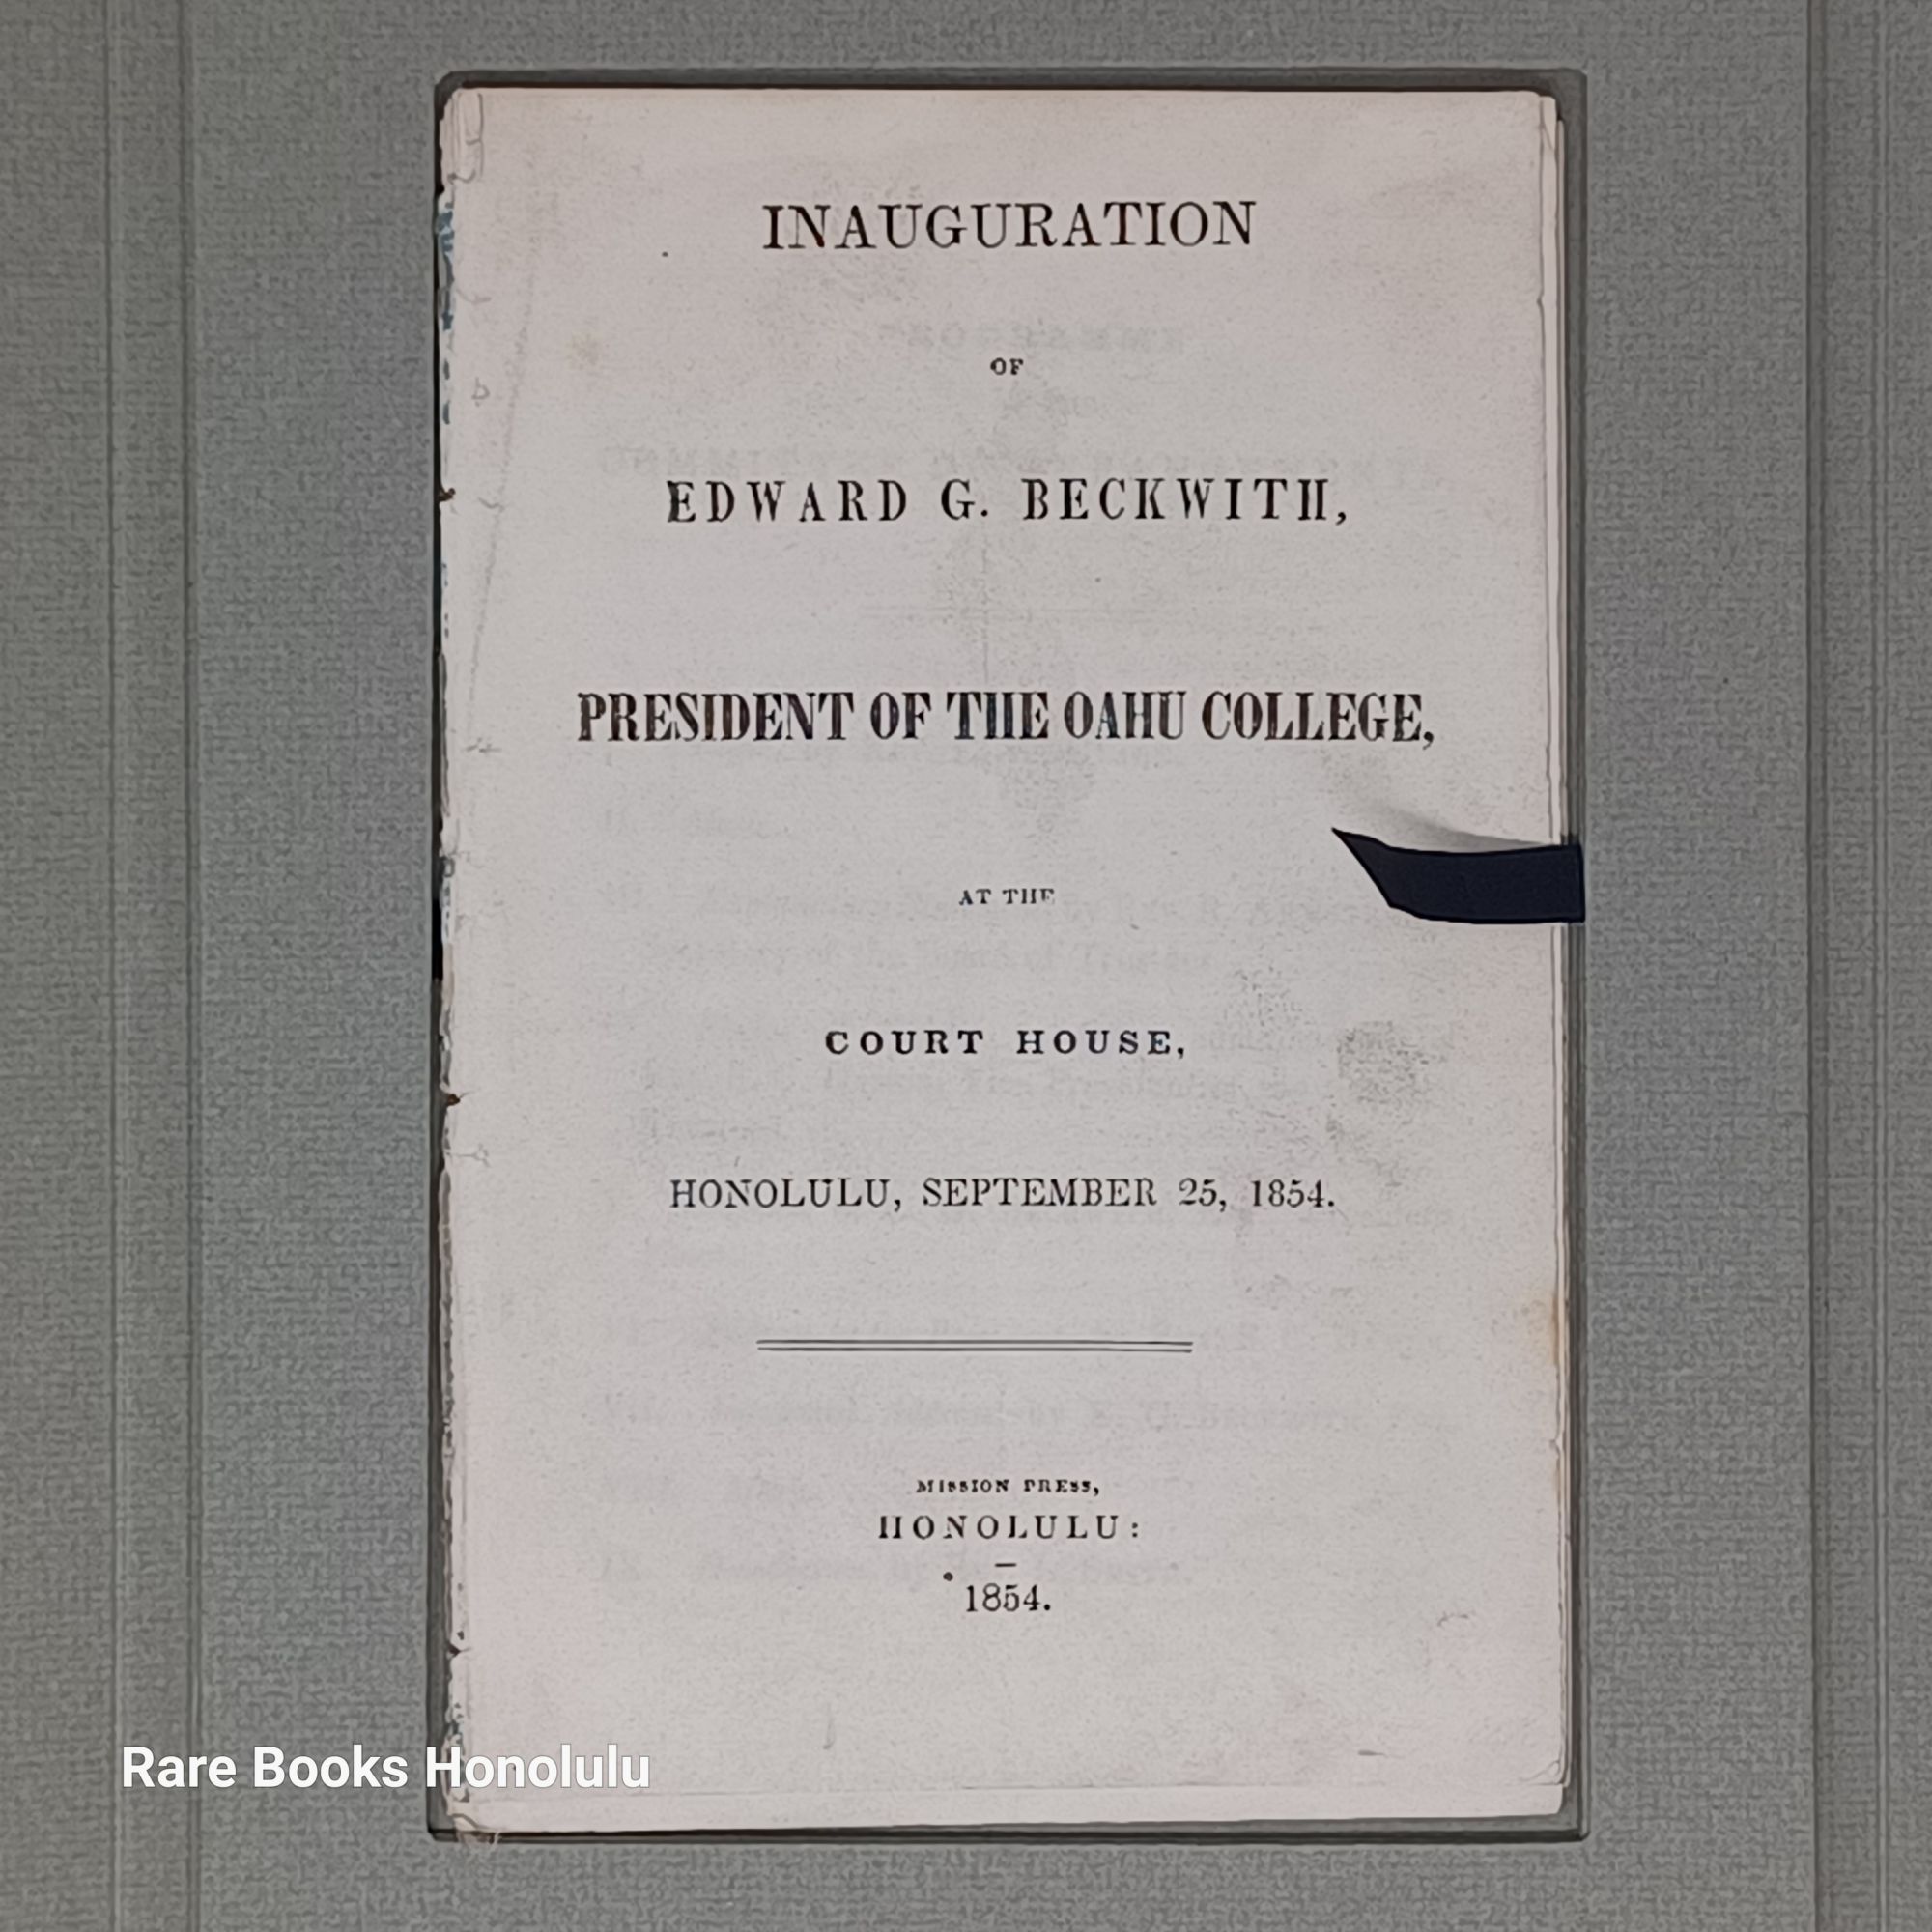 INAUGURATION
OF
EDWARD G. BECKWITH,
PRESIDENT OF THE OAHU COLLEGE,
AT THE
COURT HOUSE,
HONOLULU, SEPTEMBER 25, 1854.
MISSION PRESS,
HONOLULU:
1854.
Rare Books Honolulu